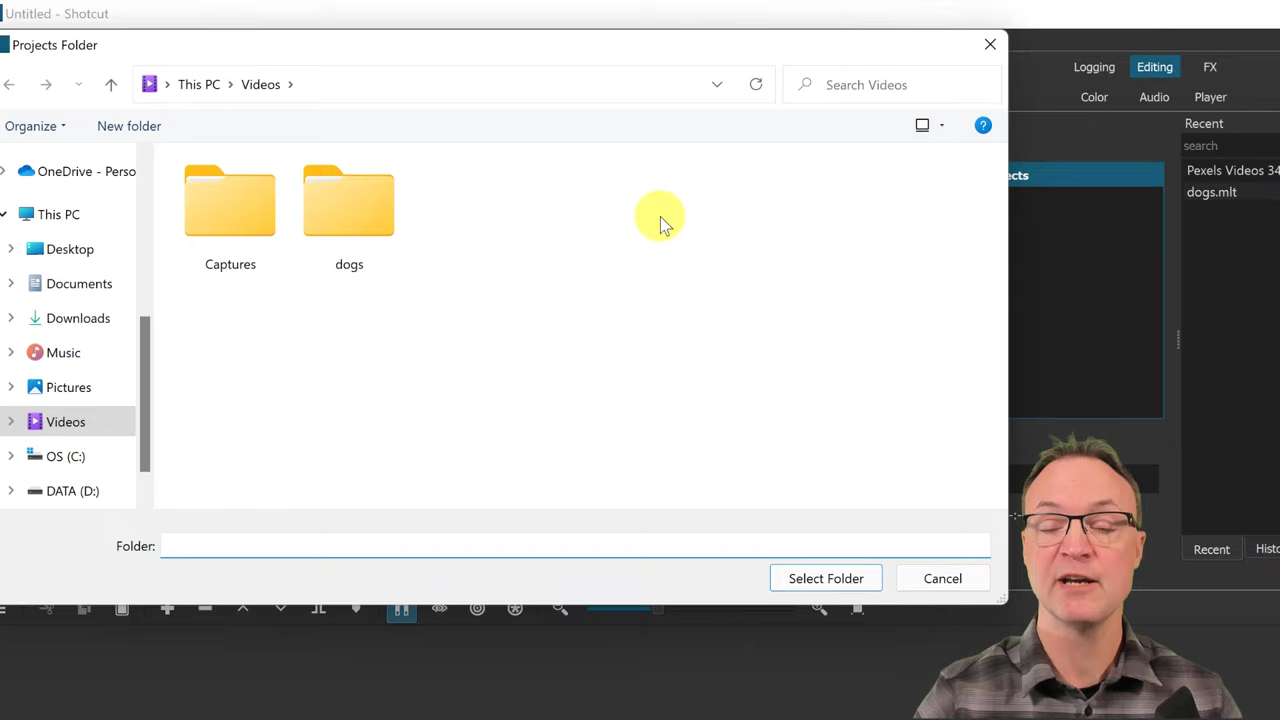 Untitled - Shotcut
Projects Folder
This PC
Videos
Search Videos
Organize
New folder
OneDrive - Perso
This PC
Desktop
Documents
Downloads
Music
Pictures
Videos
OS (C:)
DATA (D:)
Captures
dogs
Folder:
Select Folder
Cancel
Logging
Editing
FX
Color
Audio
Player
Recent
search
ects
Pexels Videos 34
dogs.mlt
Recent
Histo